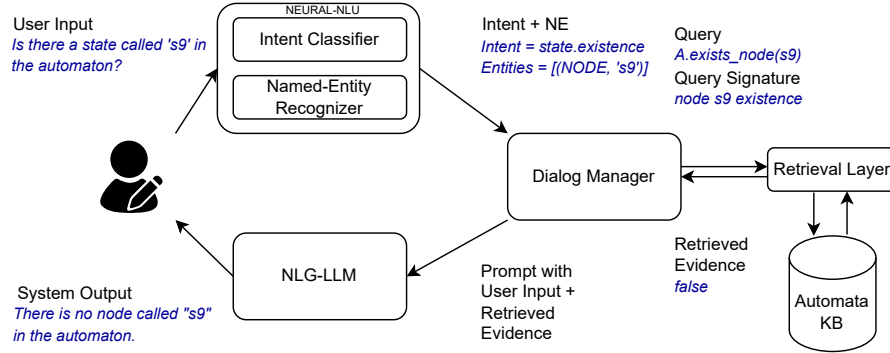 User Input
Is there a state called 's9' in
the automaton?
NEURAL-NLU
Intent Classifier
Named-Entity
Recognizer
Intent + NE
Intent = state.existence
Entities = [(NODE, 's9')]
Query
A.exists_node(s9)
Query Signature
node s9 existence
Dialog Manager
Retrieval Layer
NLG-LLM
Prompt with
User Input +
Retrieved
Evidence
Retrieved
Evidence
false
Automata
KB
System Output
There is no node called "s9"
in the automaton.